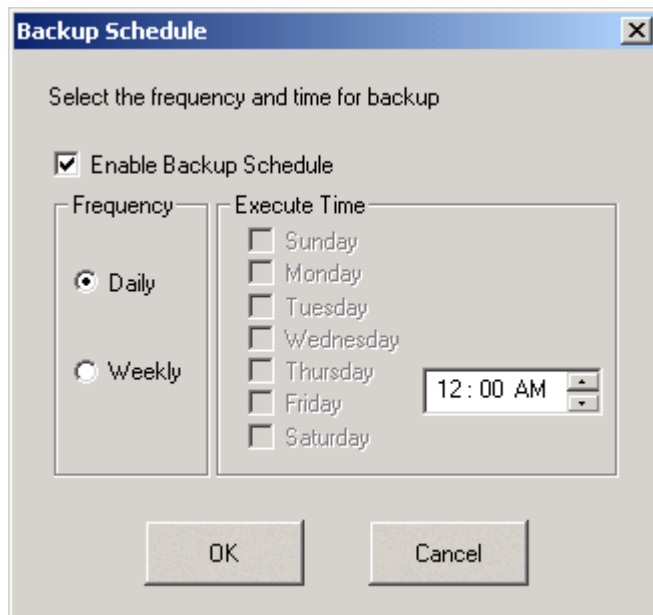 Backup Schedule
Select the frequency and time for backup
Enable Backup Schedule
Frequency
Daily
Weekly
Execute Time
Sunday
Monday
Tuesday
Wednesday
Thursday
Friday
Saturday
12 : 00 AM
OK
Cancel